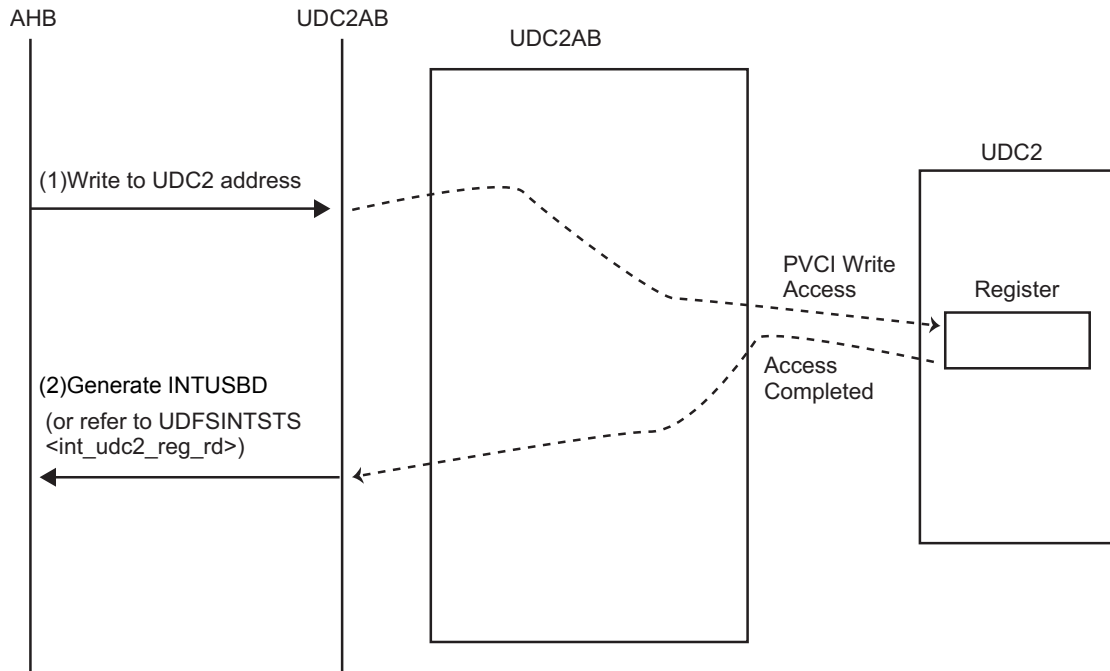 AHB
UDC2AB
UDC2AB
UDC2
(1)Write to UDC2 address
PVCI Write
Access
Register
Access
Completed
(2)Generate INTUSBD
(or refer to UDFSINTSTS
<int_udc2_reg_rd>)